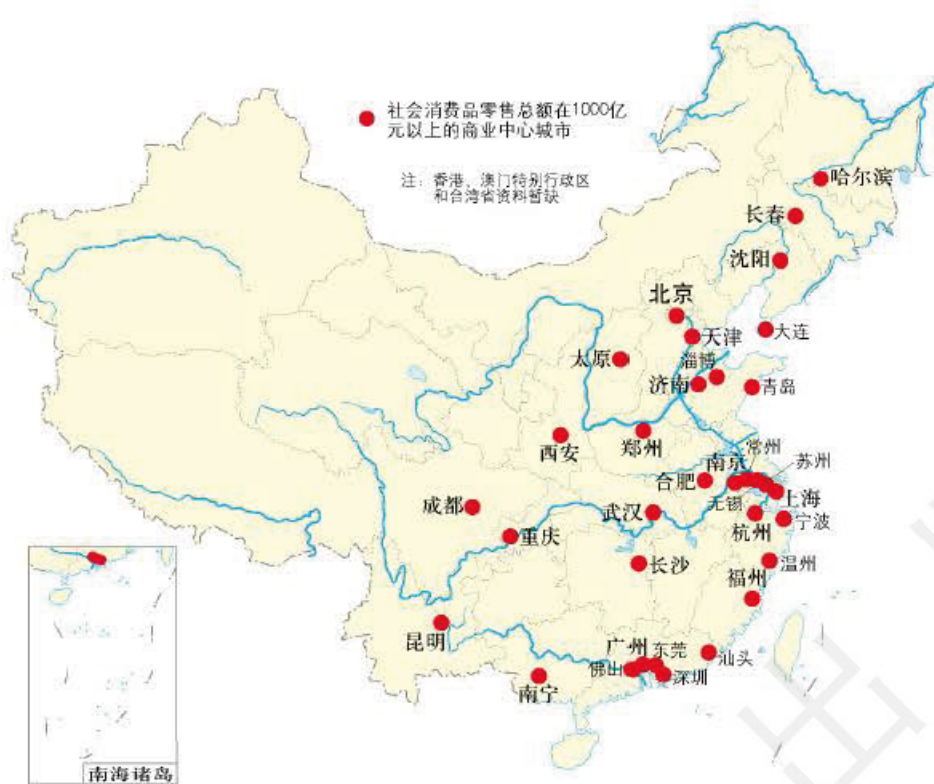 社会消费品零售总额在1000亿
元以上的商业中心城市
注：香港、澳门特别行政区
和台湾省资料暂缺
哈尔滨
长春
沈阳
北京
大连
天津
太原
淄博
济南
青岛
西安
郑州
常州
南京
苏州
合肥
无锡
上海
成都
武汉
杭州
宁波
重庆
长沙
温州
福州
昆明
广州
东莞
汕头
佛山
深圳
南宁
南海诸岛
出